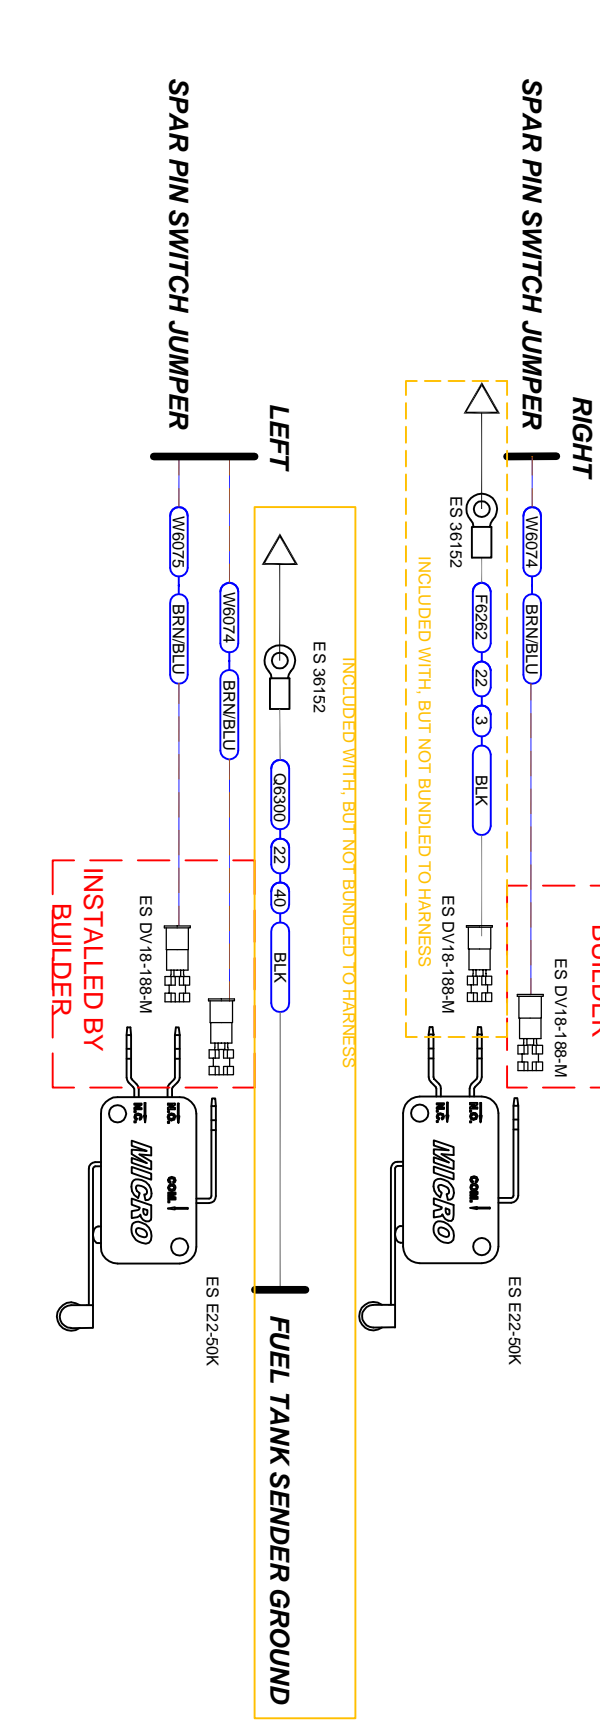 RIGHT
SPAR PIN SWITCH JUMPER
W6074
BRN/BLU
BUILDER
ES DV18-188-M
ES 36152
F6262
22
3
BLK
INCLUDED WITH, BUT NOT BUNDLED TO HARNESS
ES DV18-188-M
N.O.
N.C.
COM.
MICRO
ES E22-50K
ES 36152
INCLUDED WITH, BUT NOT BUNDLED TO HARNESS
Q6300
22
40
BLK
FUEL TANK SENDER GROUND
LEFT
SPAR PIN SWITCH JUMPER
W6074
BRN/BLU
W6075
BRN/BLU
ES DV18-188-M
INSTALLED BY
BUILDER
N.O.
N.C.
COM.
MICRO
ES E22-50K